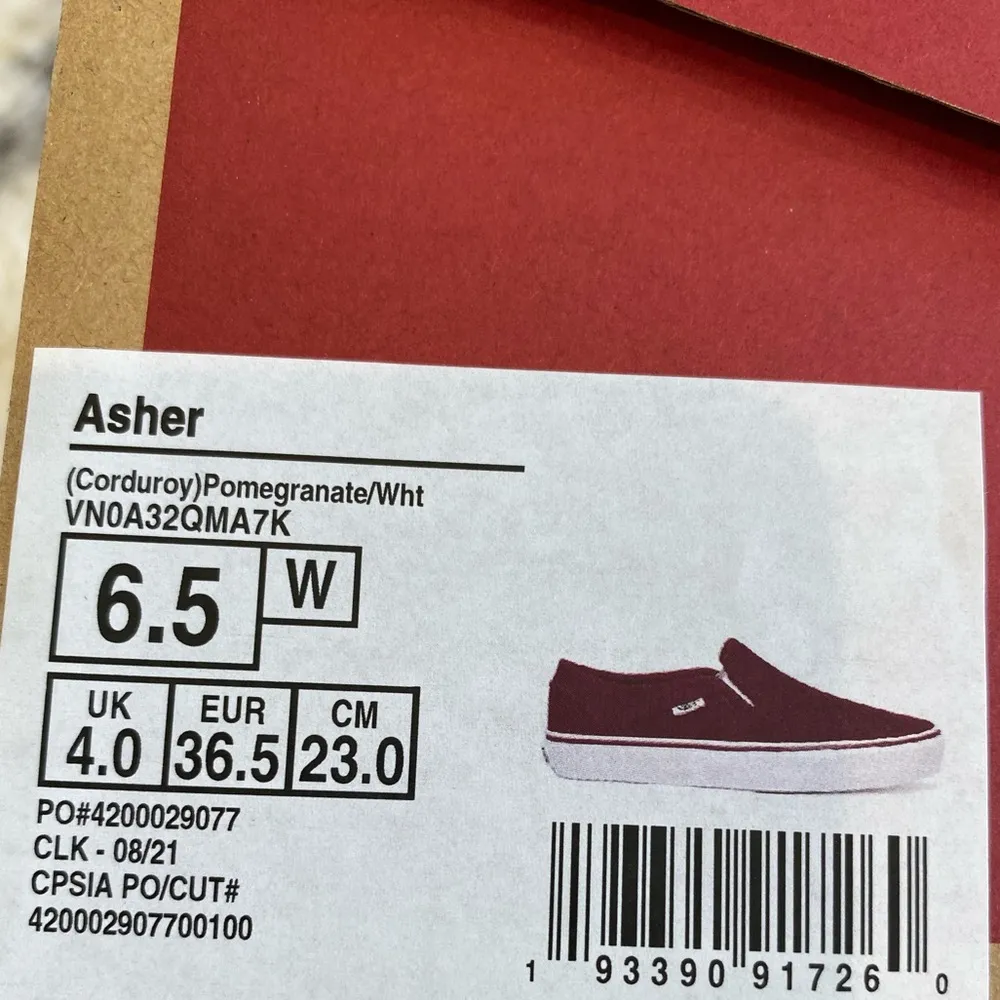 Asher
(Corduroy)Pomegranate/Wht
VN0A32QMA7K
6.5 W
UK EUR CM
4.0 36.5 23.0
PO#4200029077
CLK - 08/21
CPSIA PO/CUT#
420002907700100
1 93390 91726 0